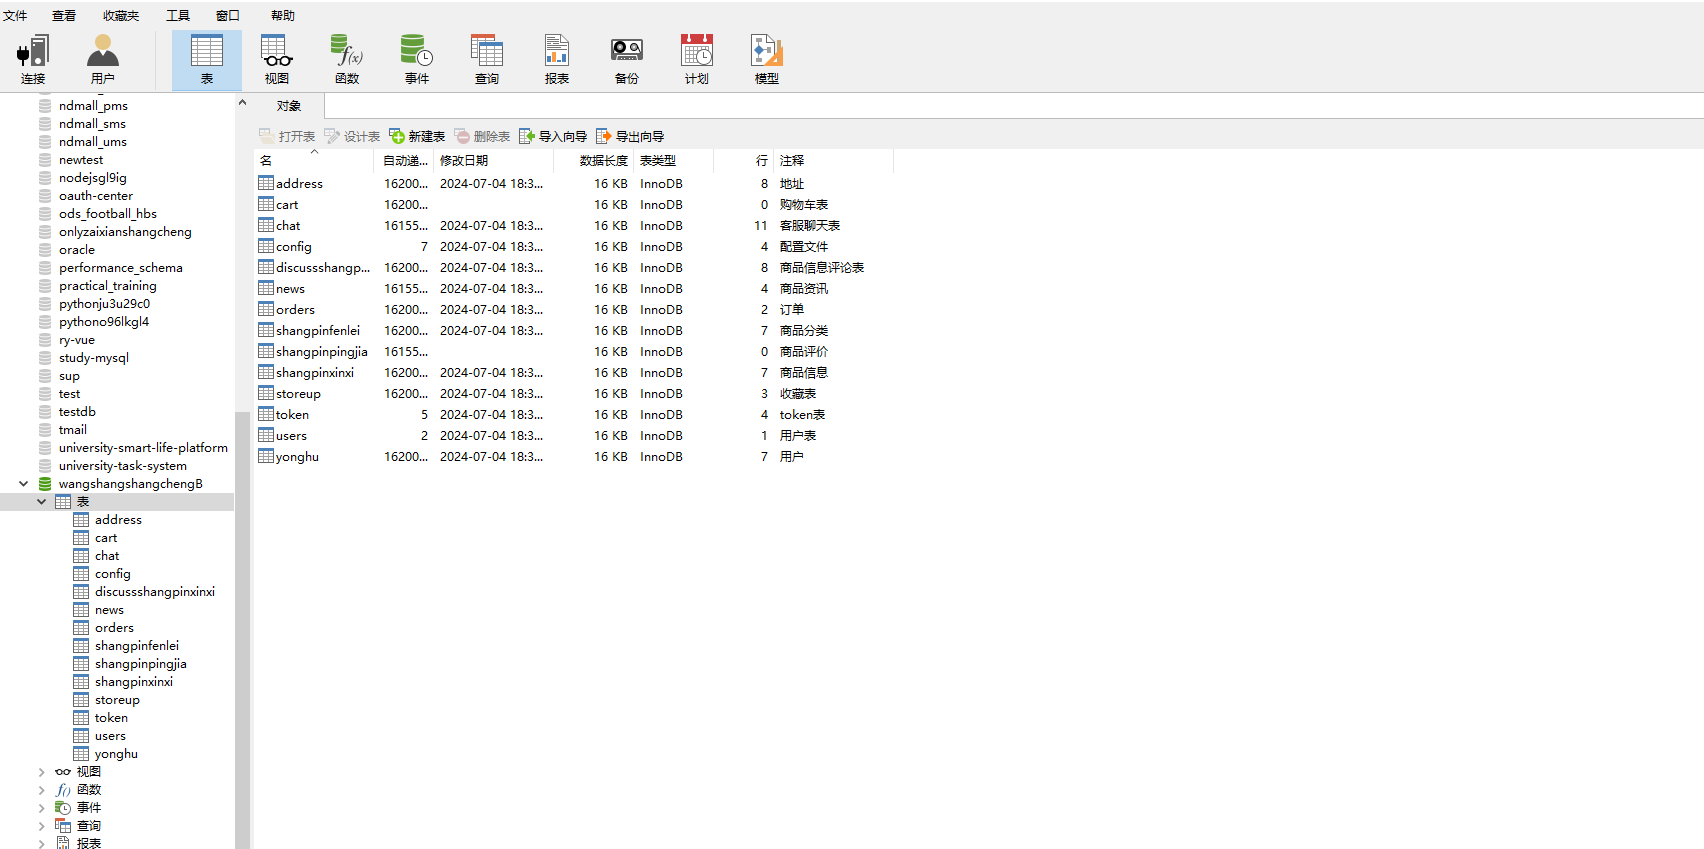 文件 查看 收藏夹 工具 窗口 帮助
连接 用户 表 视图 函数 事件 查询 报表 备份 计划 模型
ndmall_pms
ndmall_sms
ndmall_ums
newtest
nodejsgl9ig
oauth-center
ods_football_hbs
onlyzaixianshangcheng
oracle
performance_schema
practical_training
pythonju3u29c0
pythono96lkgl4
ry-vue
study-mysql
sup
test
testdb
tmail
university-smart-life-platform
university-task-system
wangshangshangchengB
表
address
cart
chat
config
discussshangpinxinxi
news
orders
shangpinfenlei
shangpinpingjia
shangpinxinxi
storeup
token
users
yonghu
视图
函数
事件
查询
报表
对象
打开表 设计表 新建表 删除表 导入向导 导出向导
名 自动递... 修改日期 数据长度 表类型 行 注释
address 16200... 2024-07-04 18:3... 16 KB InnoDB 8 地址
cart 16200... 16 KB InnoDB 0 购物车表
chat 16155... 2024-07-04 18:3... 16 KB InnoDB 11 客服聊天表
config 7 2024-07-04 18:3... 16 KB InnoDB 4 配置文件
discussshangp... 16200... 2024-07-04 18:3... 16 KB InnoDB 8 商品信息评论表
news 16155... 2024-07-04 18:3... 16 KB InnoDB 4 商品资讯
orders 16200... 2024-07-04 18:3... 16 KB InnoDB 2 订单
shangpinfenlei 16200... 2024-07-04 18:3... 16 KB InnoDB 7 商品分类
shangpinpingjia 16155... 16 KB InnoDB 0 商品评价
shangpinxinxi 16200... 2024-07-04 18:3... 16 KB InnoDB 7 商品信息
storeup 16200... 2024-07-04 18:3... 16 KB InnoDB 3 收藏表
token 5 2024-07-04 18:3... 16 KB InnoDB 4 token表
users 2 2024-07-04 18:3... 16 KB InnoDB 1 用户表
yonghu 16200... 2024-07-04 18:3... 16 KB InnoDB 7 用户